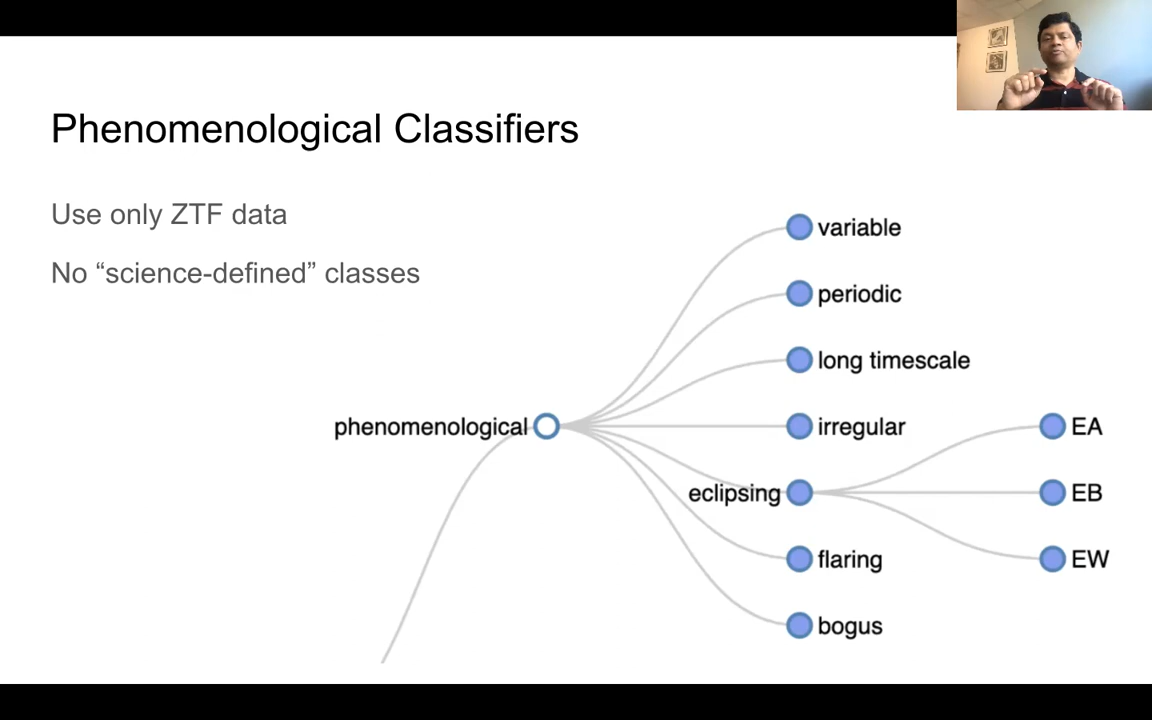 Phenomenological Classifiers
Use only ZTF data
No “science-defined” classes
variable
periodic
long timescale
phenomenological
irregular
EA
eclipsing
EB
flaring
EW
bogus